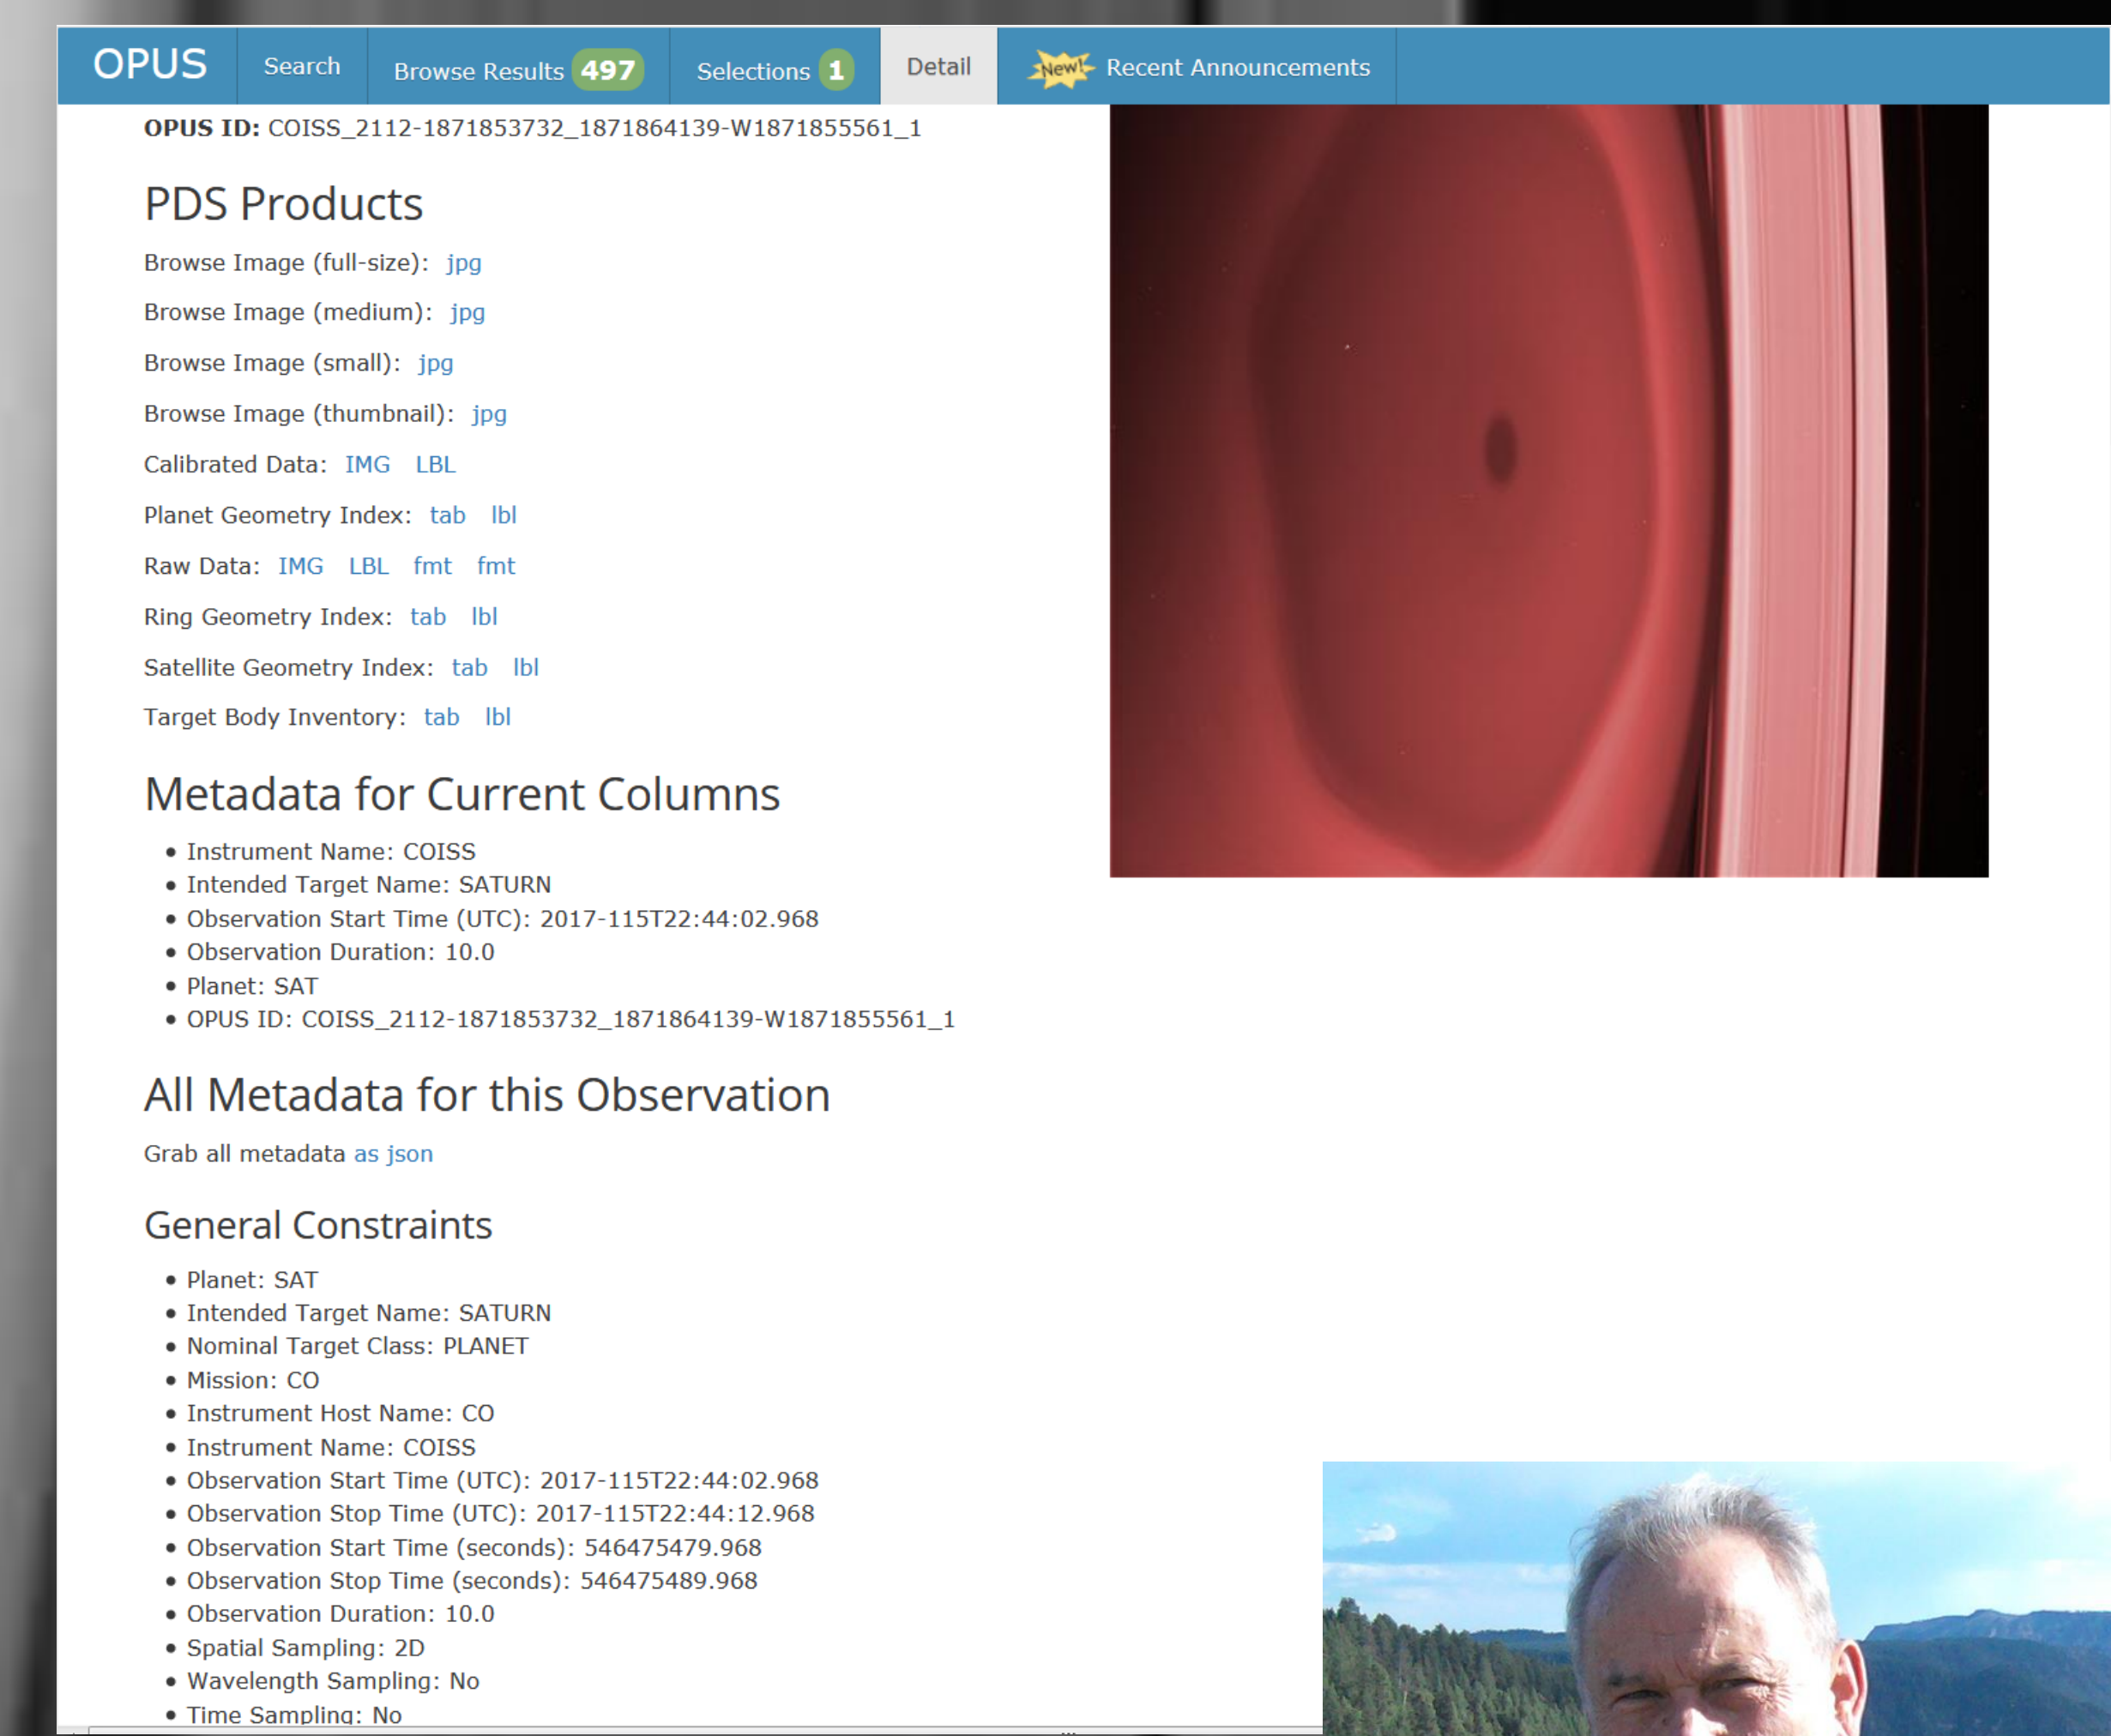 OPUS Search Browse Results 497 Selections 1 Detail New! Recent Announcements
OPUS ID: COISS_2112-1871853732_1871864139-W1871855561_1
PDS Products
Browse Image (full-size): jpg
Browse Image (medium): jpg
Browse Image (small): jpg
Browse Image (thumbnail): jpg
Calibrated Data: IMG LBL
Planet Geometry Index: tab lbl
Raw Data: IMG LBL fmt fmt
Ring Geometry Index: tab lbl
Satellite Geometry Index: tab lbl
Target Body Inventory: tab lbl
Metadata for Current Columns
• Instrument Name: COISS
• Intended Target Name: SATURN
• Observation Start Time (UTC): 2017-115T22:44:02.968
• Observation Duration: 10.0
• Planet: SAT
• OPUS ID: COISS_2112-1871853732_1871864139-W1871855561_1
All Metadata for this Observation
Grab all metadata as json
General Constraints
• Planet: SAT
• Intended Target Name: SATURN
• Nominal Target Class: PLANET
• Mission: CO
• Instrument Host Name: CO
• Instrument Name: COISS
• Observation Start Time (UTC): 2017-115T22:44:02.968
• Observation Stop Time (UTC): 2017-115T22:44:12.968
• Observation Start Time (seconds): 546475479.968
• Observation Stop Time (seconds): 546475489.968
• Observation Duration: 10.0
• Spatial Sampling: 2D
• Wavelength Sampling: No
• Time Sampling: No